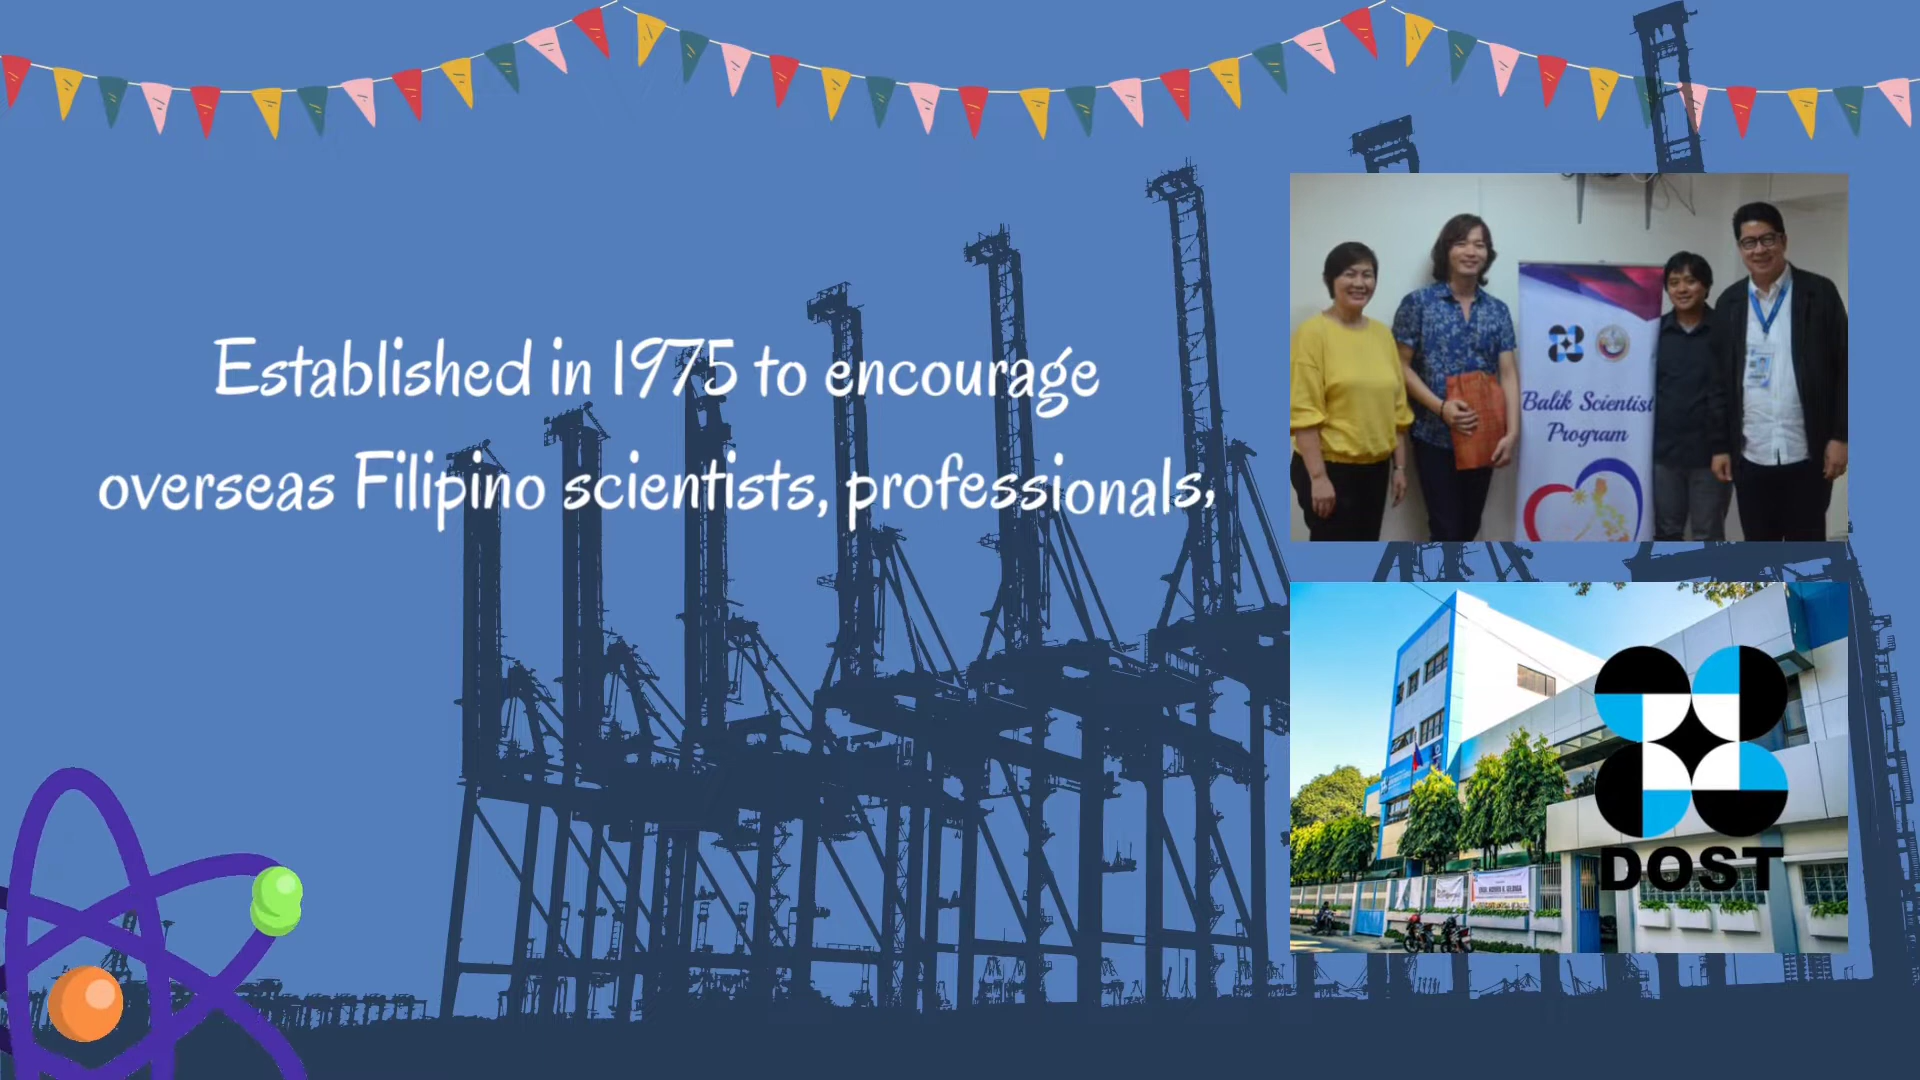 Established in 1975 to encourage
overseas Filipino scientists, professionals,
Balik Scientist
Program
DOST